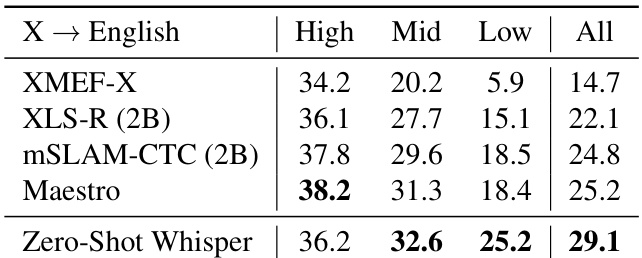 X → English High Mid Low All
XMEF-X 34.2 20.2 5.9 14.7
XLS-R (2B) 36.1 27.7 15.1 22.1
mSLAM-CTC (2B) 37.8 29.6 18.5 24.8
Maestro 38.2 31.3 18.4 25.2
Zero-Shot Whisper 36.2 32.6 25.2 29.1